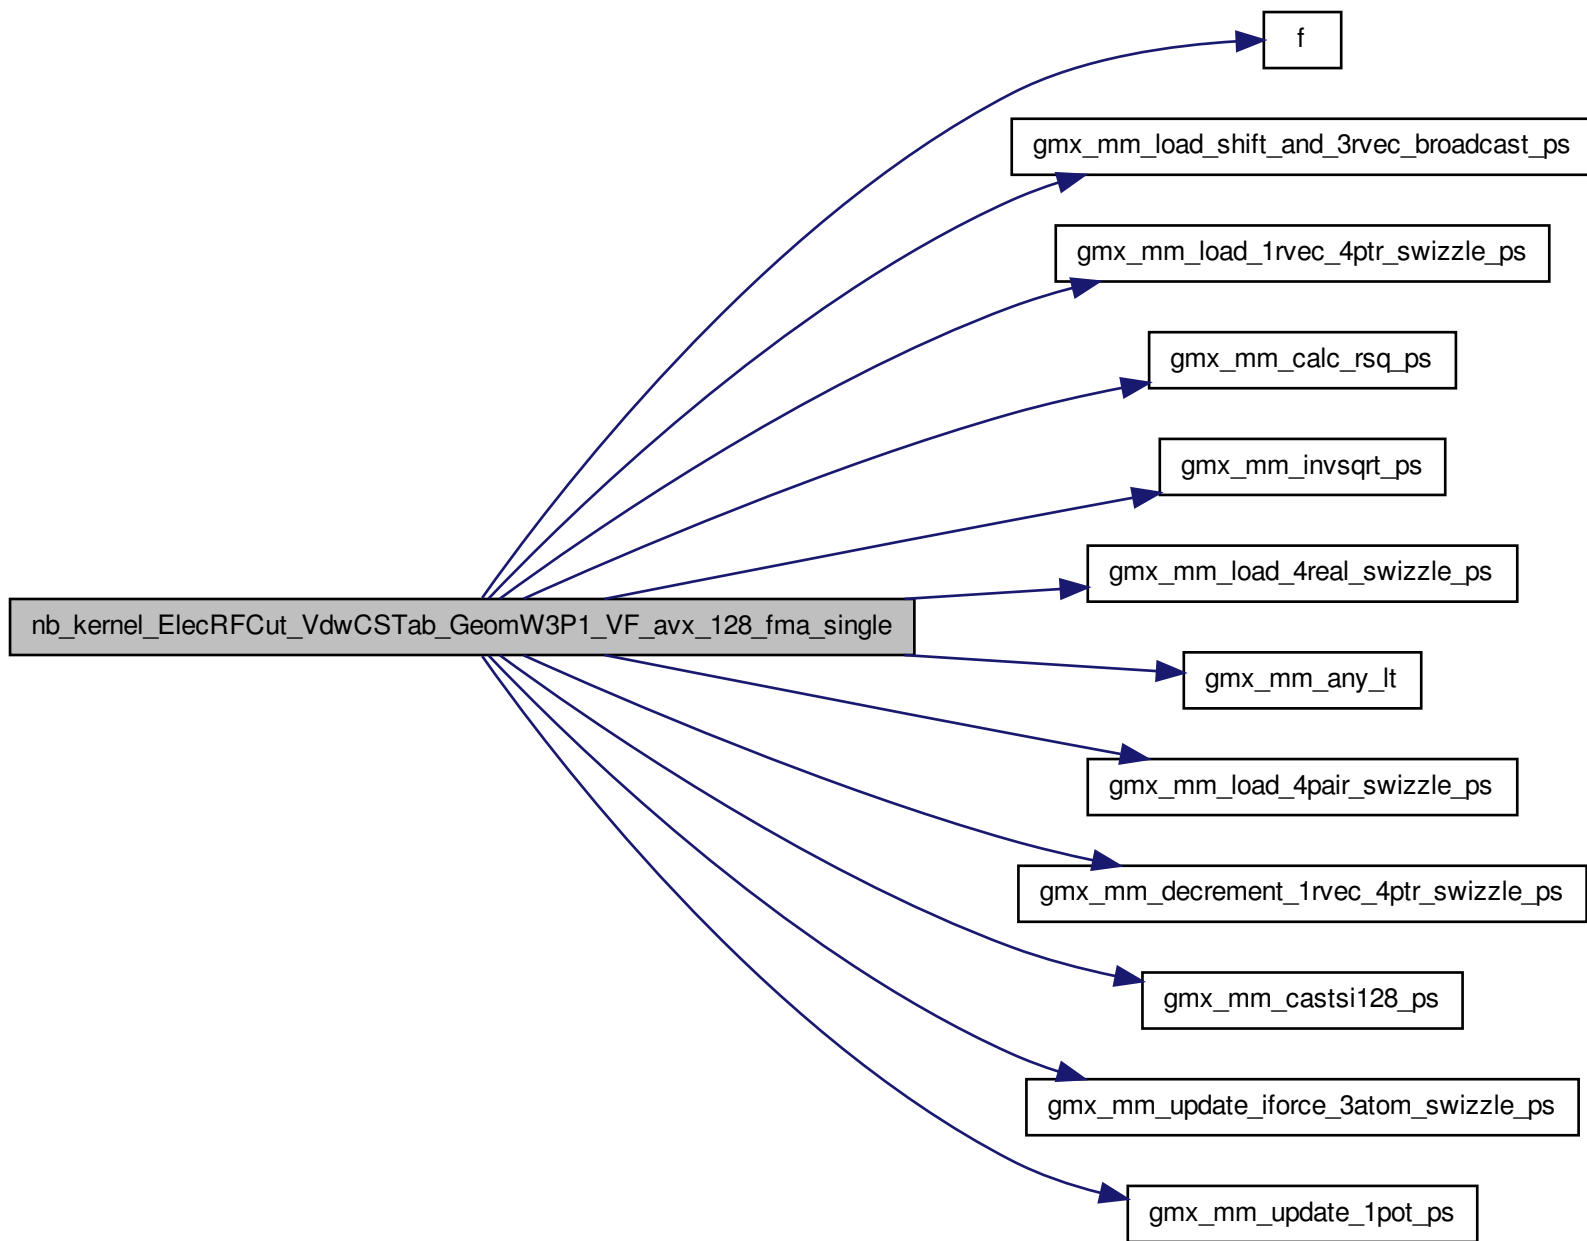 f
gmx_mm_load_shift_and_3rvec_broadcast_ps
gmx_mm_load_1rvec_4ptr_swizzle_ps
gmx_mm_calc_rsq_ps
gmx_mm_invsqrt_ps
gmx_mm_load_4real_swizzle_ps
nb_kernel_ElecRFCut_VdwCSTab_GeomW3P1_VF_avx_128_fma_single
gmx_mm_any_lt
gmx_mm_load_4pair_swizzle_ps
gmx_mm_decrement_1rvec_4ptr_swizzle_ps
gmx_mm_castsi128_ps
gmx_mm_update_iforce_3atom_swizzle_ps
gmx_mm_update_1pot_ps